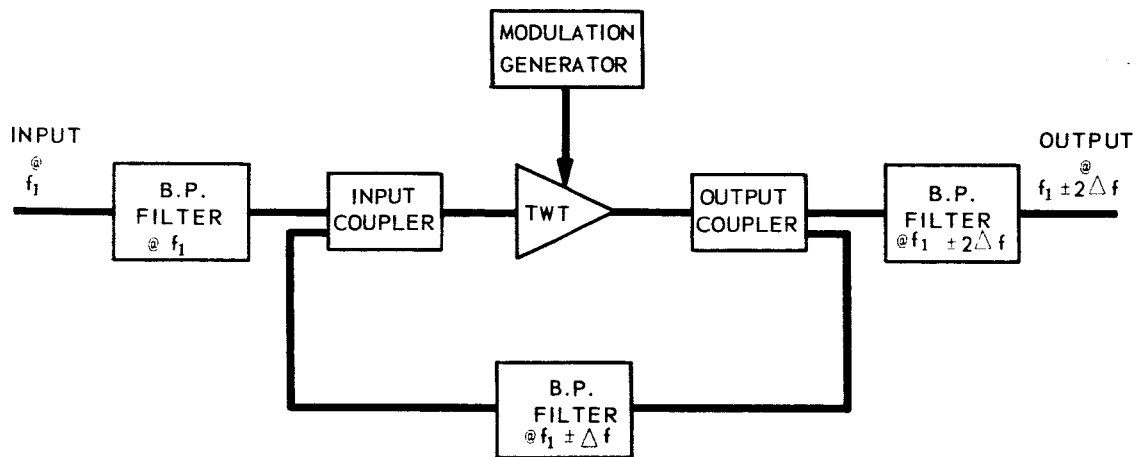 MODULATION
GENERATOR
INPUT
@
f₁
B.P.
FILTER
@ f₁
INPUT
COUPLER
TWT
OUTPUT
COUPLER
B.P.
FILTER
@f₁ ± 2△f
OUTPUT
@
f₁ ± 2△f
B.P.
FILTER
@f₁ ± △f